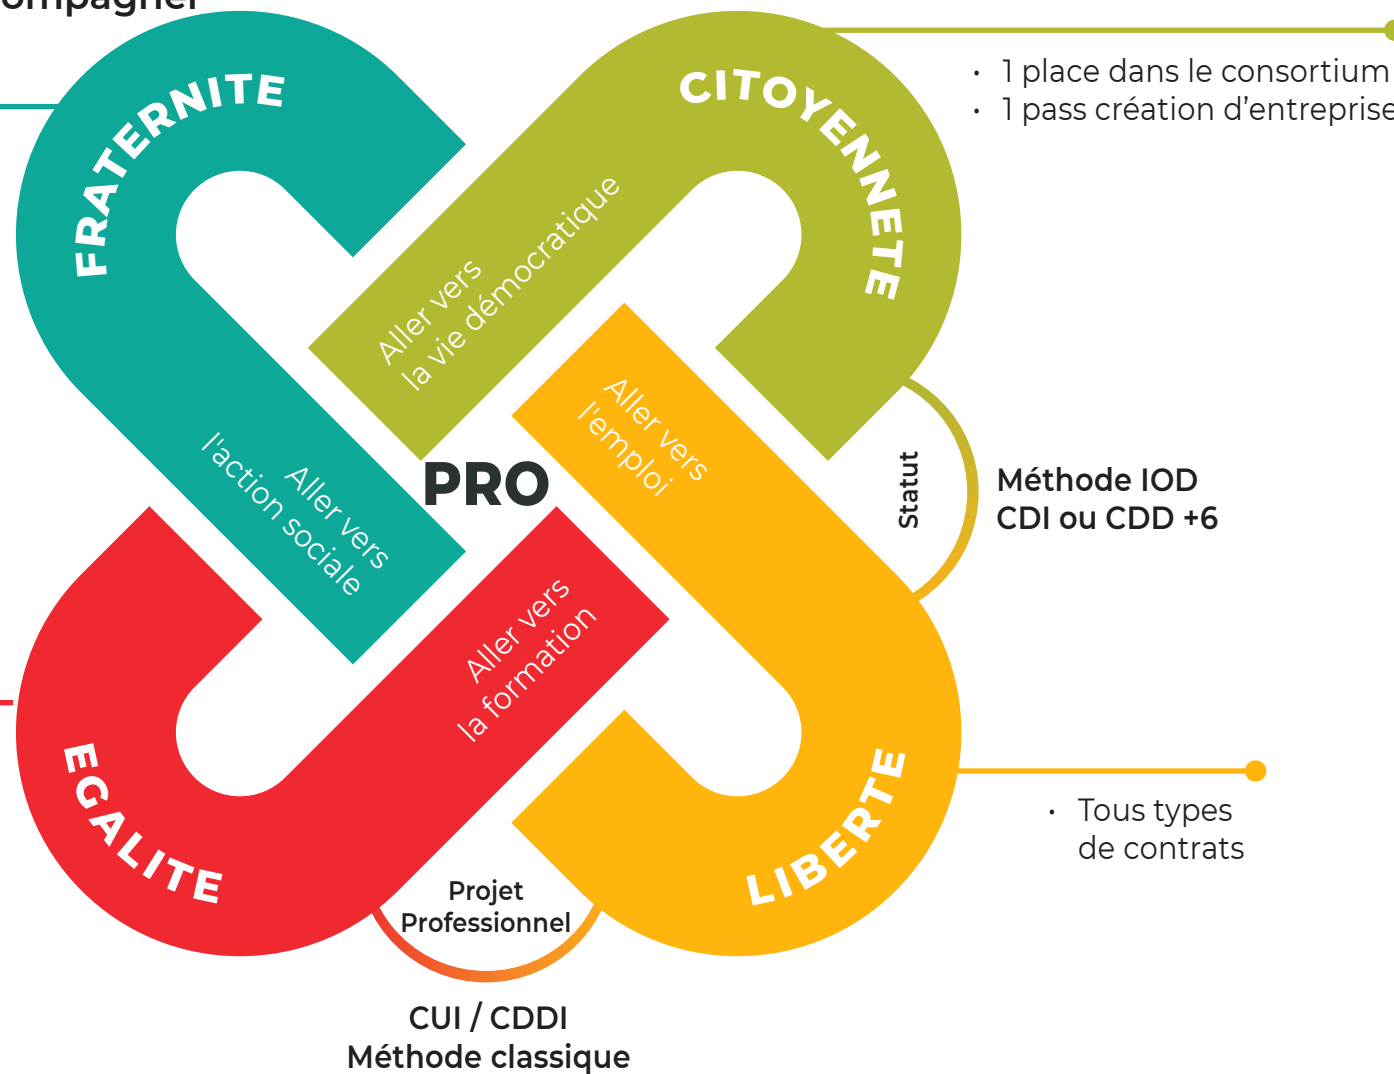 FRATERNITE
CITOYENNETE
1 place dans le consortium
1 pass création d'entreprise
Aller vers
la vie démocratique
Aller vers
l'emploi
Aller vers
l'action sociale
PRO
Statut
Méthode IOD
CDI ou CDD +6
Aller vers
la formation
EGALITE
LIBERTE
Tous types
de contrats
Projet
Professionnel
CUI / CDDI
Méthode classique